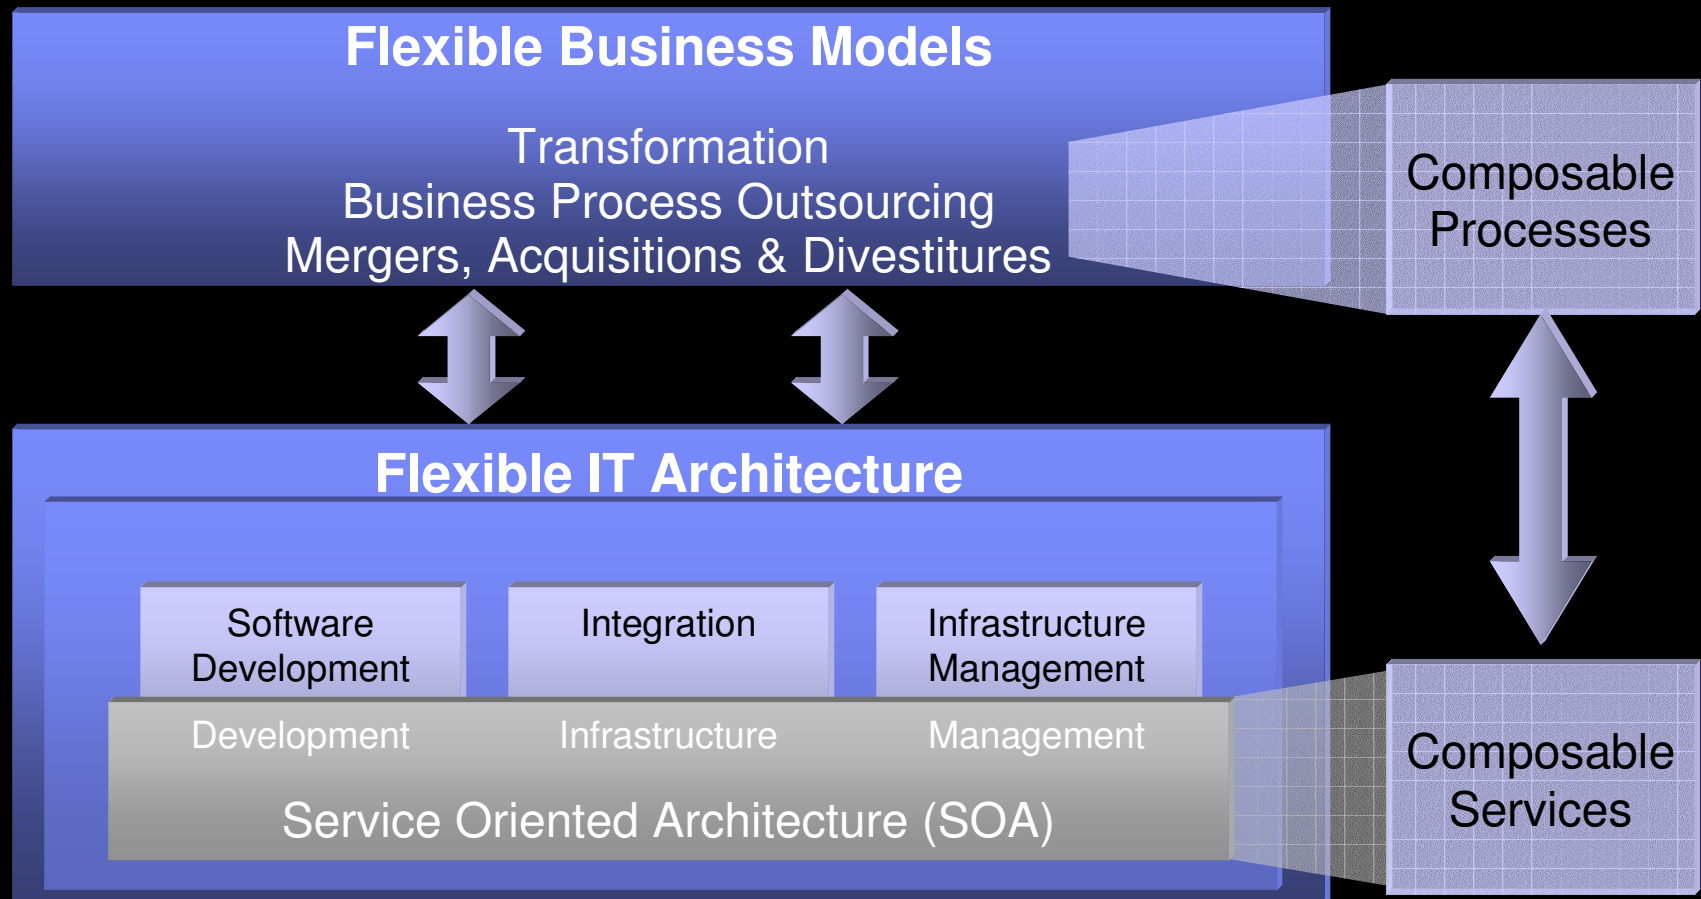 Flexible Business Models
Transformation
Business Process Outsourcing
Mergers, Acquisitions & Divestitures
Composable
Processes
Requires
Flexible IT Architecture
Software
Development
Integration
Infrastructure
Management
Development
Infrastructure
Management
Service Oriented Architecture (SOA)
Composable
Services